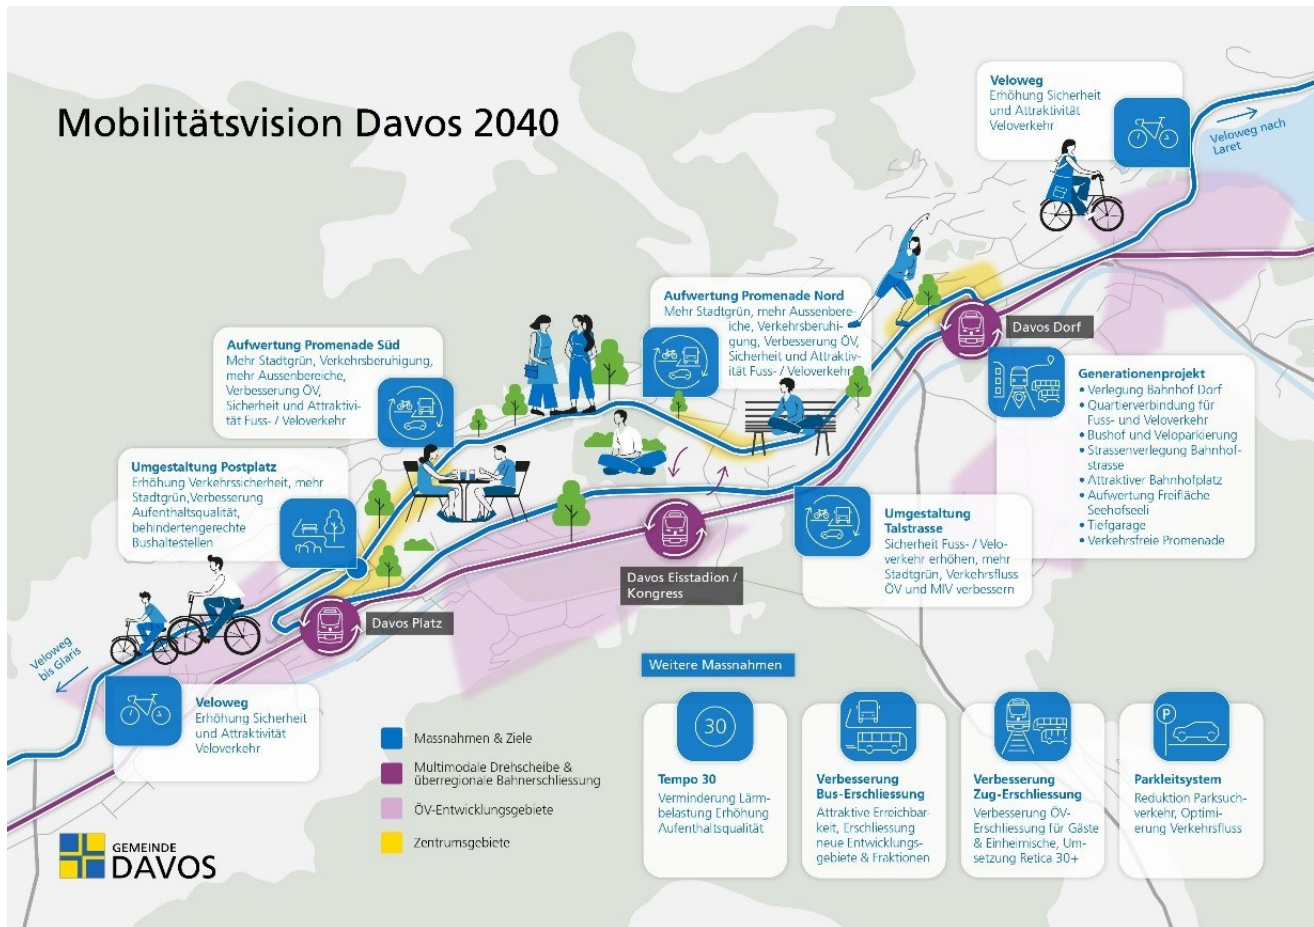 Mobilitätsvision Davos 2040
Veloweg
Erhöhung Sicherheit
und Attraktivität
Veloverkehr
Veloweg nach
Laret
Aufwertung Promenade Nord
Mehr Stadtgrün, mehr Aussenbere-
iche, Verkehrsberuhi-
gung, Verbesserung ÖV,
Sicherheit und Attraktiv-
ität Fuss- / Veloverkehr
Davos Dorf
Aufwertung Promenade Süd
Mehr Stadtgrün, Verkehrsberuhigung,
mehr Aussenbereiche,
Verbesserung ÖV,
Sicherheit und Attraktivi-
tät Fuss- / Veloverkehr
Generationenprojekt
• Verlegung Bahnhof Dorf
• Quartierverbindung für
Fuss- und Veloverkehr
• Bushof und Veloparkierung
• Strassenverlegung Bahnhof-
strasse
• Attraktiver Bahnhofplatz
• Aufwertung Freifläche
Seehofseeli
• Tiefgarage
• Verkehrsfreie Promenade
Umgestaltung Postplatz
Erhöhung Verkehrssicherheit, mehr
Stadtgrün,Verbesserung
Aufenthaltsqualität,
behindertengerechte
Bushaltestellen
Umgestaltung
Talstrasse
Sicherheit Fuss- / Velo-
verkehr erhöhen, mehr
Stadtgrün, Verkehrsfluss
ÖV und MIV verbessern
Davos Eisstadion /
Kongress
Davos Platz
Veloweg
bis Glaris
Veloweg
Erhöhung Sicherheit
und Attraktivität
Veloverkehr
Massnahmen & Ziele
Multimodale Drehscheibe &
überregionale Bahnerschliessung
ÖV-Entwicklungsgebiete
Zentrumsgebiete
Weitere Massnahmen
30
Tempo 30
Verminderung Lärm-
belastung Erhöhung
Aufenthaltsqualität
Verbesserung
Bus-Erschliessung
Attraktive Erreichbar-
keit, Erschliessung
neue Entwicklungs-
gebiete & Fraktionen
Verbesserung
Zug-Erschliessung
Verbesserung ÖV-
Erschliessung für Gäste
& Einheimische, Um-
setzung Retica 30+
P
Parkleitsystem
Reduktion Parksuch-
verkehr, Optimi-
erung Verkehrsfluss
GEMEINDE
DAVOS